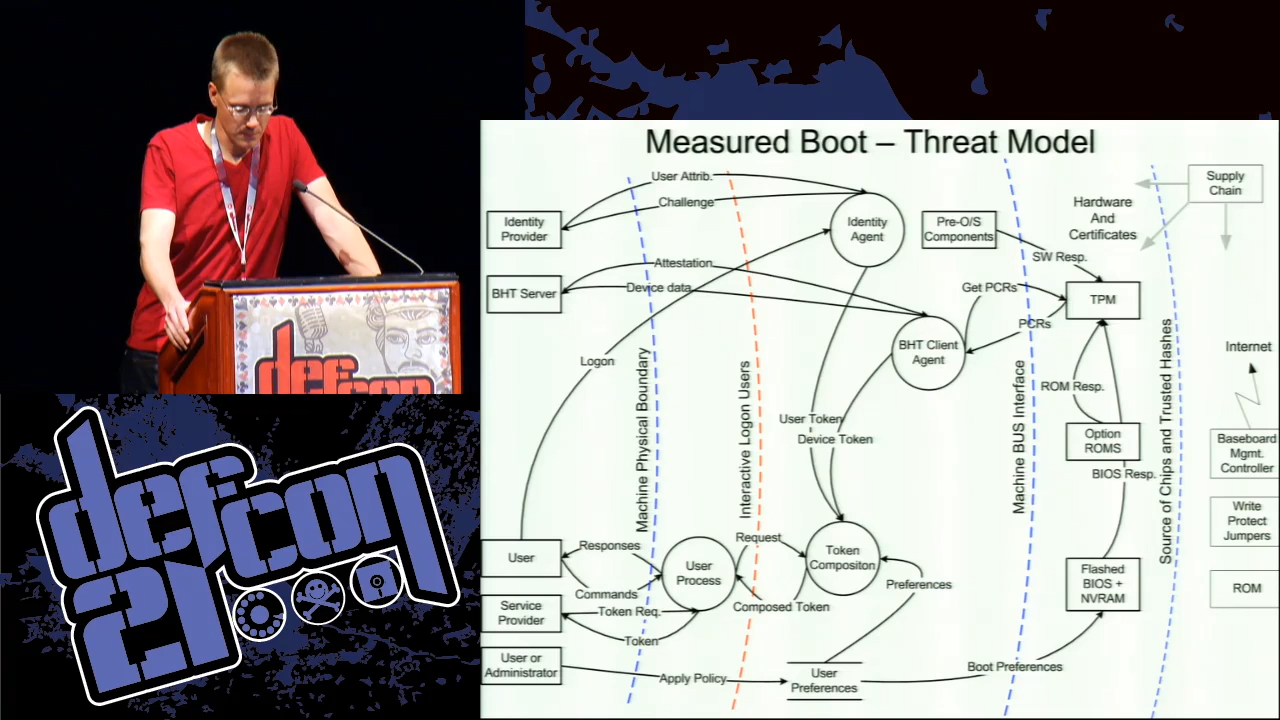 Measured Boot – Threat Model
User Attrib.
Challenge
Identity
Provider
Identity
Agent
Pre-O/S
Components
Hardware
And
Certificates
Supply
Chain
SW Resp.
Attestation
Device data
BHT Server
Get PCRs
TPM
PCRs
BHT Client
Agent
Internet
Logon
ROM Resp.
User Token
Device Token
Option
ROMS
BIOS Resp.
Baseboard
Mgmt.
Controller
Machine Physical Boundary
Interactive Logon Users
Machine BUS Interface
Source of Chips and Trusted Hashes
Write
Protect
Jumpers
User
Responses
Commands
User
Process
Request
Composed Token
Token
Compositon
Preferences
Flashed
BIOS +
NVRAM
ROM
Service
Provider
Token Req.
Token
User or
Administrator
Apply Policy
User
Preferences
Boot Preferences
defcon
defcon
21